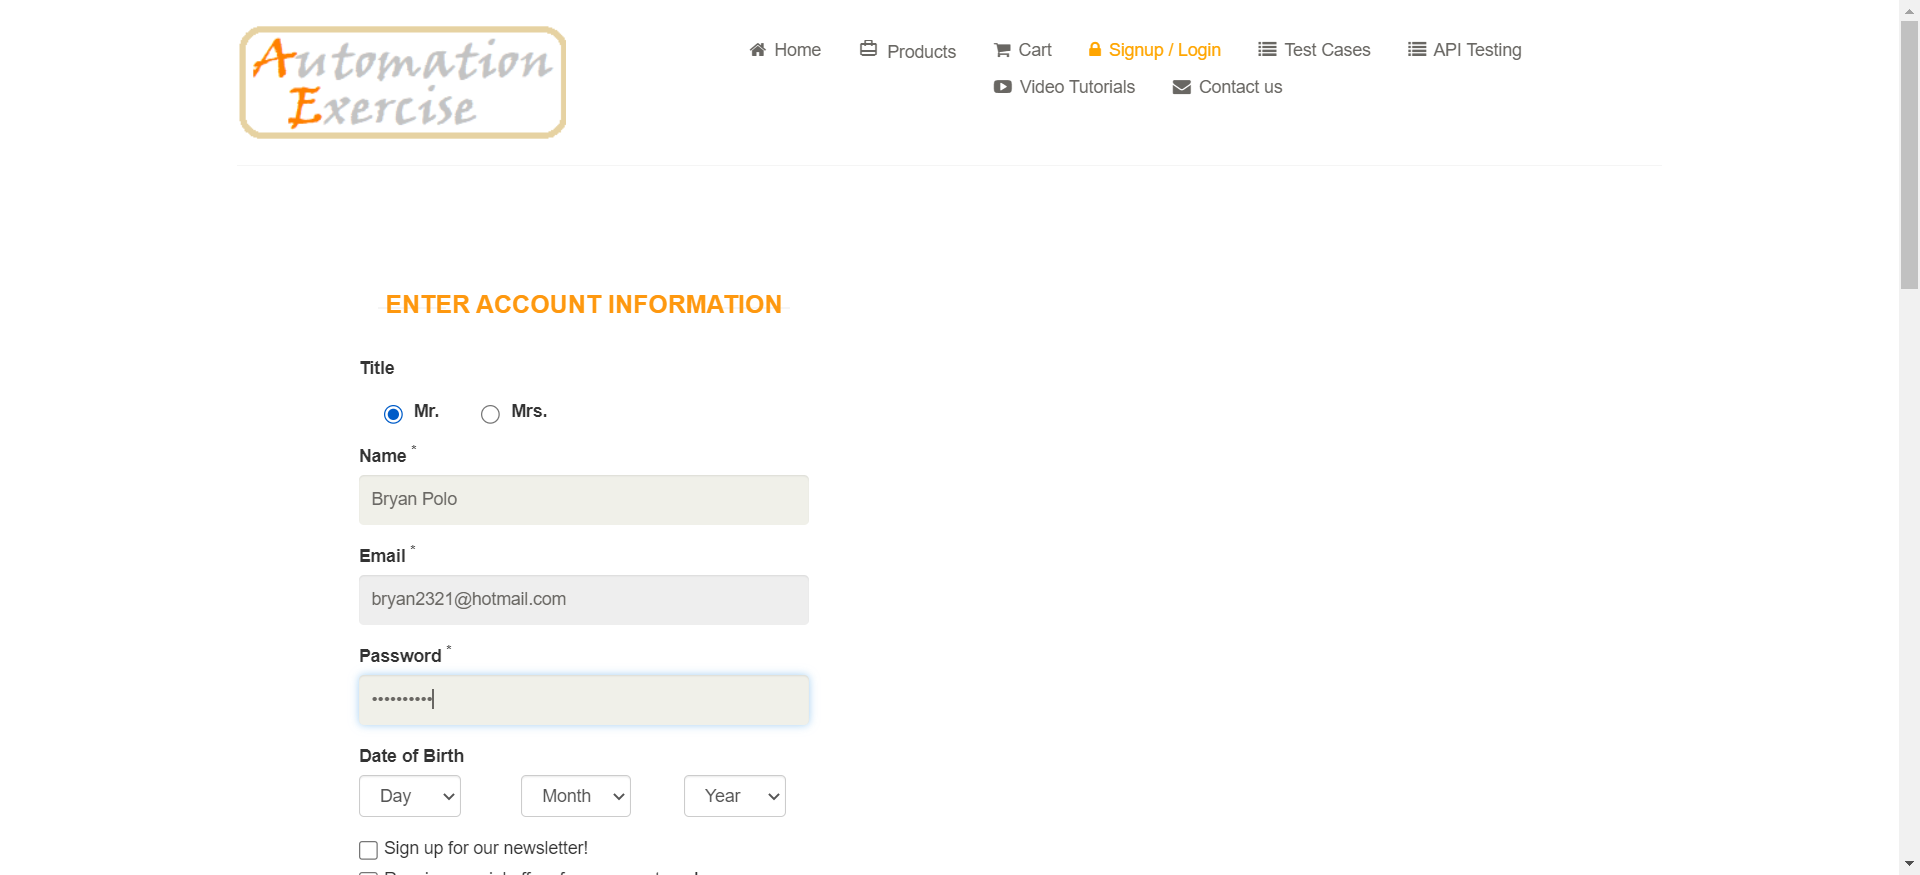 Automation
Exercise
Home Products Cart Signup / Login Test Cases API Testing
Video Tutorials Contact us
ENTER ACCOUNT INFORMATION
Title
Mr. Mrs.
Name *
Bryan Polo
Email *
bryan2321@hotmail.com
Password *
••••••••••
Date of Birth
Day Month Year
Sign up for our newsletter!